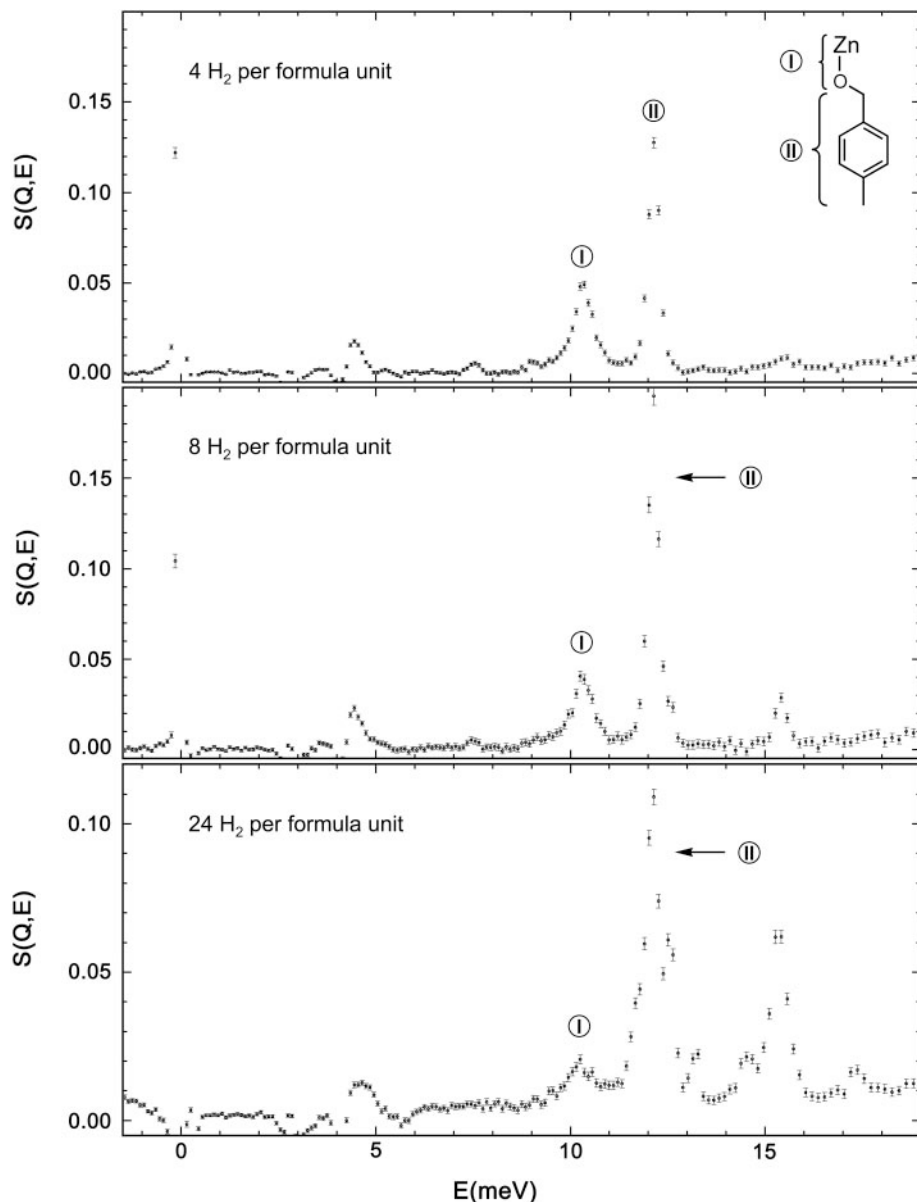 4 H₂ per formula unit
Ⓘ
Zn
O
Ⓘ
Ⓘⓘ
Ⓘⓘ
S(Q,E)
0.15
0.10
0.05
0.00
8 H₂ per formula unit
Ⓘⓘ
Ⓘ
S(Q,E)
0.15
0.10
0.05
0.00
24 H₂ per formula unit
Ⓘⓘ
Ⓘ
S(Q,E)
0.10
0.05
0.00
0 5 10 15
E(meV)